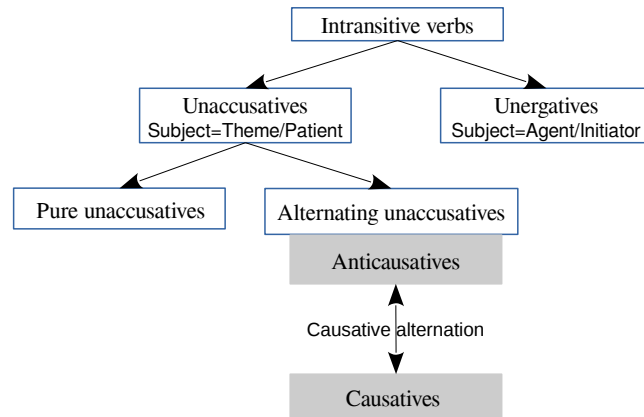 Intransitive verbs
Unaccusatives
Subject=Theme/Patient
Unergatives
Subject=Agent/Initiator
Pure unaccusatives
Alternating unaccusatives
Anticausatives
Causative alternation
Causatives